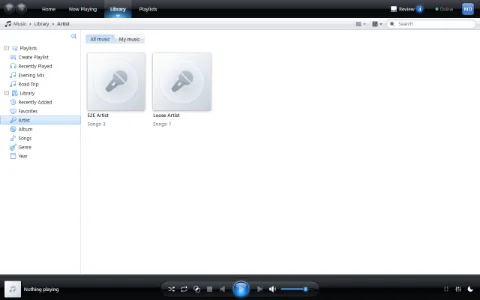 Home Now Playing Library Playlists Review Online MD
Music Library Artist Search
All music My music
Playlists
Create Playlist
Recently Played
Evening Mix
Road Trip
Library
Recently Added
Favorites
Artist
Album
Songs
Genre
Year
E2E Artist Loose Artist
Songs: 3 Songs: 1
Nothing playing